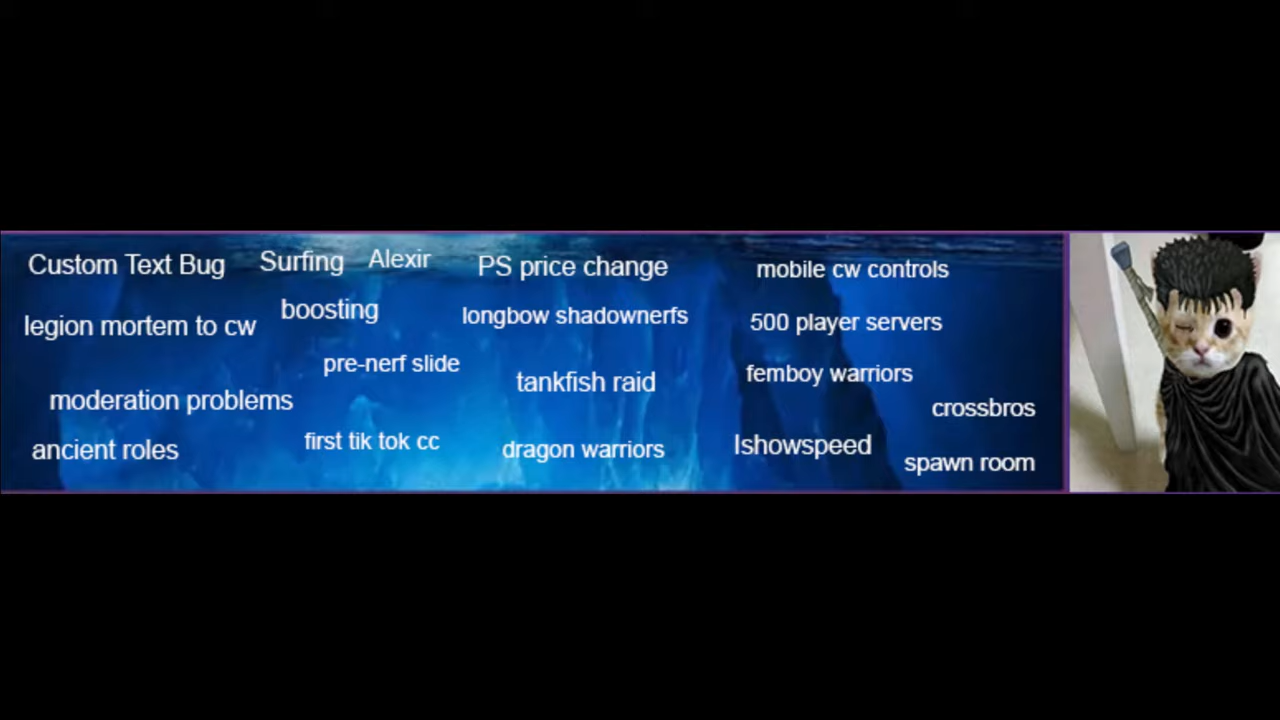 Custom Text Bug
Surfing
Alexir
PS price change
mobile cw controls
legion mortem to cw
boosting
longbow shadownerfs
500 player servers
pre-nerf slide
tankfish raid
femboy warriors
moderation problems
crossbros
ancient roles
first tik tok cc
dragon warriors
Ishowspeed
spawn room